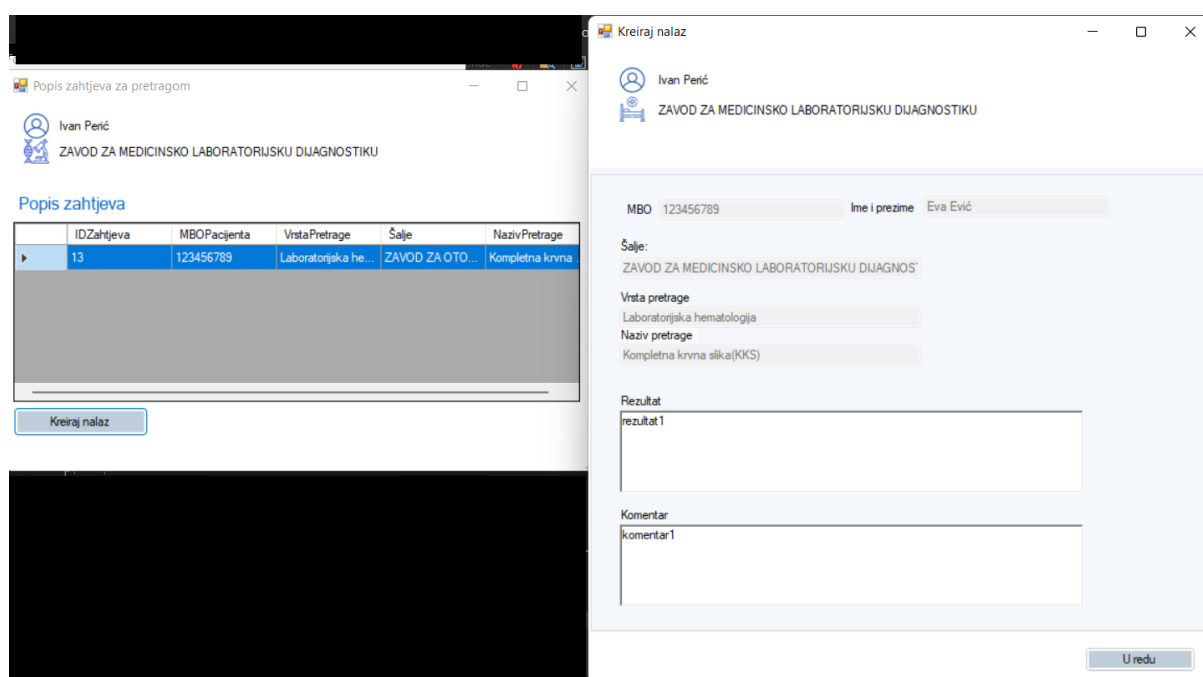 Popis zahtjeva za pretragom
Ivan Perić
ZAVOD ZA MEDICINSKO LABORATORIJSKU DIJAGNOSTIKU
Popis zahtjeva
IDZahtjeva MBOPacijenta VrstaPretrage Šalje NazivPretrage
13 123456789 Laboratorijska he... ZAVOD ZA OTO... Kompletna krvna
Kreiraj nalaz
Kreiraj nalaz
Ivan Perić
ZAVOD ZA MEDICINSKO LABORATORIJSKU DIJAGNOSTIKU
MBO 123456789 Ime i prezime Eva Ević
Šalje:
ZAVOD ZA MEDICINSKO LABORATORIJSKU DIJAGNOS
Vrsta pretrage
Laboratorijska hematologija
Naziv pretrage
Kompletna krvna slika(KKS)
Rezultat
rezultat1
Komentar
komentar1
U redu